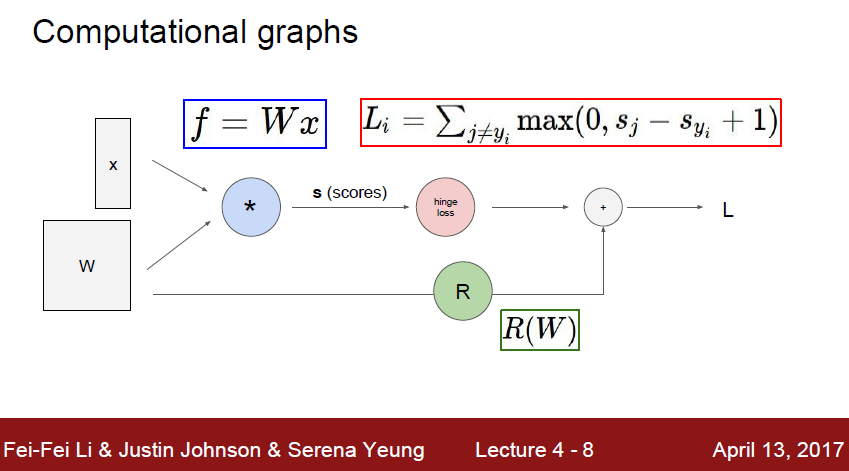 Computational graphs
f = Wx
L_i = \sum_{j \neq y_i} \max(0, s_j - s_{y_i} + 1)
x
W
*
s (scores)
hinge
loss
+
L
R
R(W)
Fei-Fei Li & Justin Johnson & Serena Yeung
Lecture 4 - 8
April 13, 2017